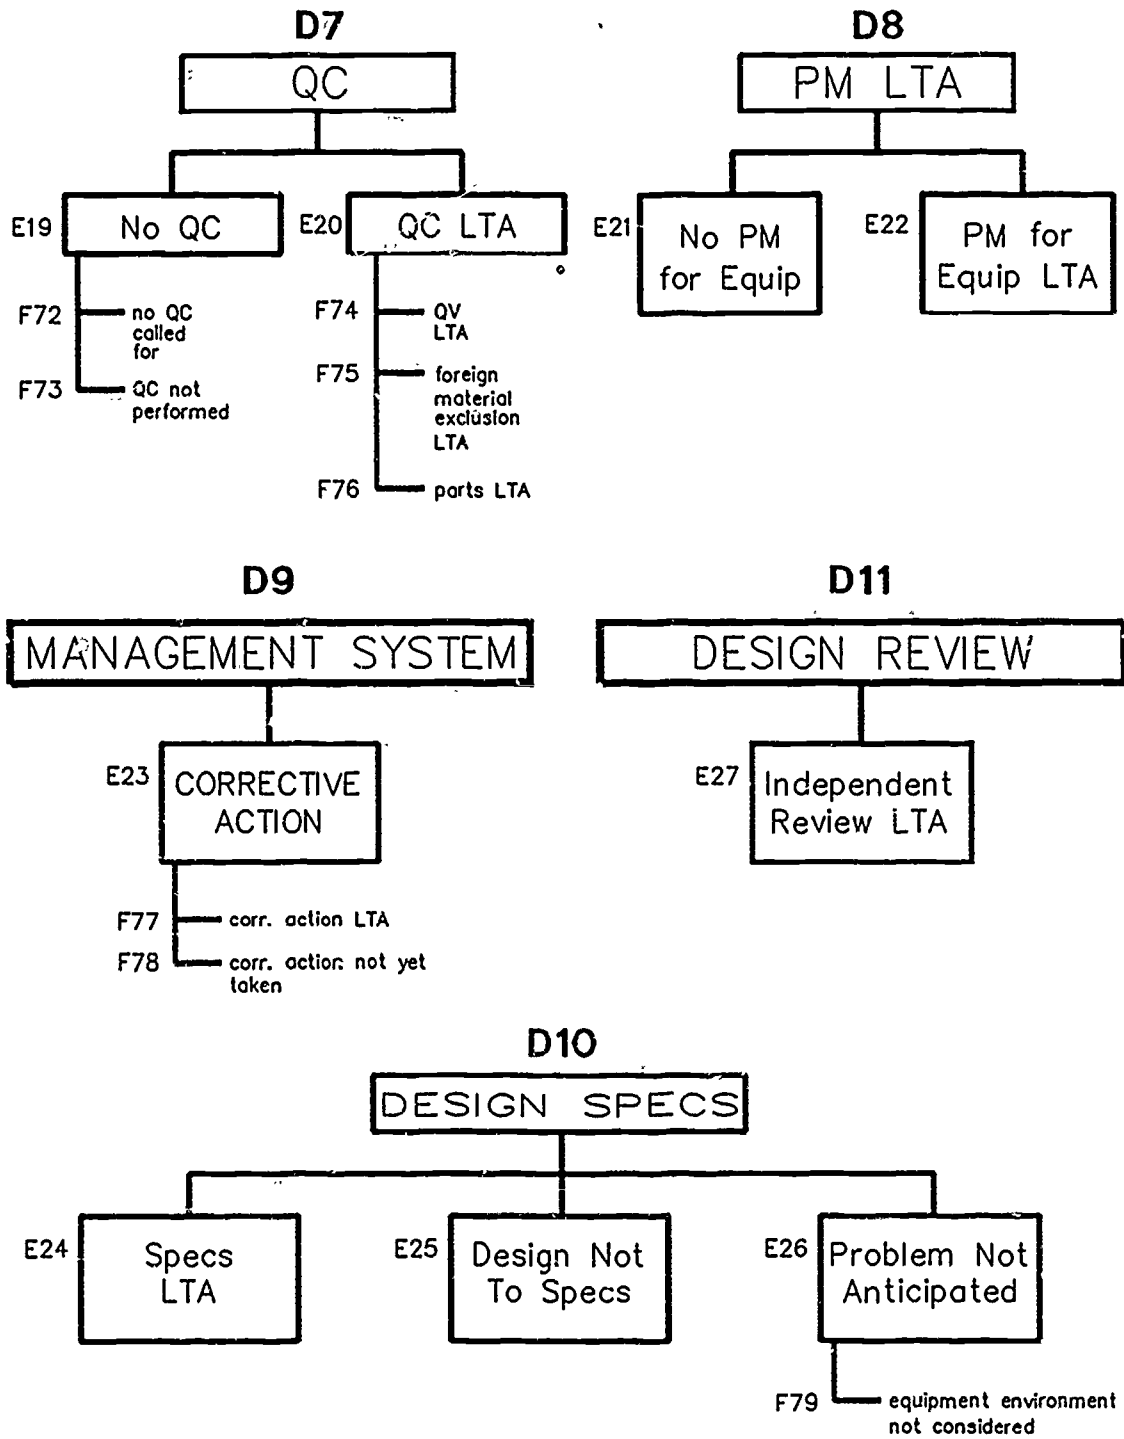 D7
QC
E19
No QC
F72
no QC
called
for
F73
QC not
performed
E20
QC LTA
F74
QV
LTA
F75
foreign
material
exclusion
LTA
F76
parts LTA
D8
PM LTA
E21
No PM
for Equip
E22
PM for
Equip LTA
D9
MANAGEMENT SYSTEM
E23
CORRECTIVE
ACTION
F77
corr. action LTA
F78
corr. action not yet
taken
D11
DESIGN REVIEW
E27
Independent
Review LTA
D10
DESIGN SPECS
E24
Specs
LTA
E25
Design Not
To Specs
E26
Problem Not
Anticipated
F79
equipment environment
not considered